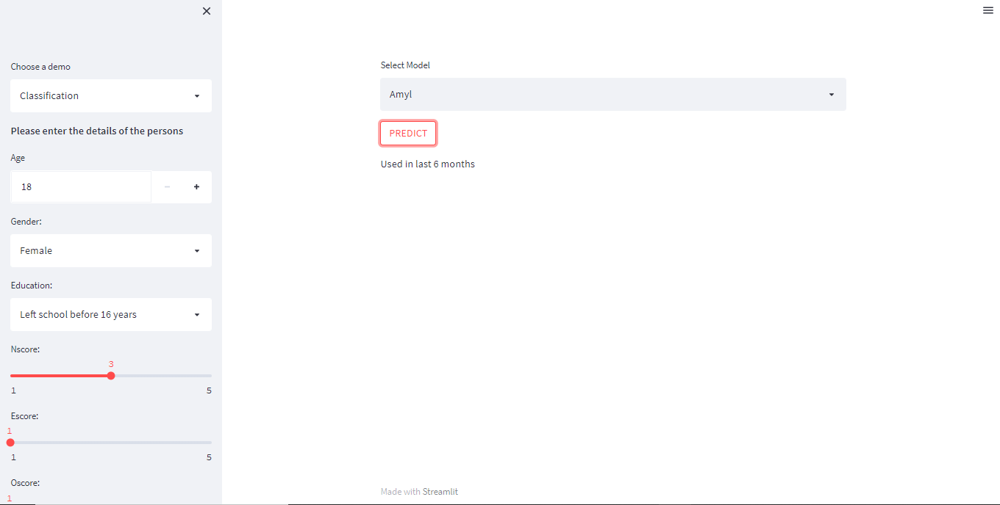 Choose a demo
Classification
Please enter the details of the persons
Age
18
Gender:
Female
Education:
Left school before 16 years
Nscore:
3
1 5
Escore:
1
1 5
Oscore:
1
Select Model
Amyl
PREDICT
Used in last 6 months
Made with Streamlit